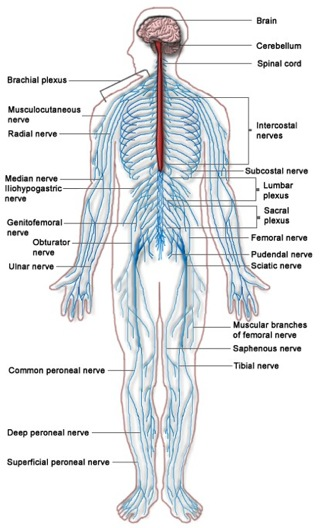 Brain
Cerebellum
Spinal cord
Brachial plexus
Musculocutaneous
nerve
Radial nerve
Intercostal
nerves
Subcostal nerve
Median nerve
Iliohypogastric
nerve
Lumbar
plexus
Sacral
plexus
Genitofemoral
nerve
Femoral nerve
Obturator
nerve
Pudendal nerve
Ulnar nerve
Sciatic nerve
Muscular branches
of femoral nerve
Saphenous nerve
Common peroneal nerve
Tibial nerve
Deep peroneal nerve
Superficial peroneal nerve